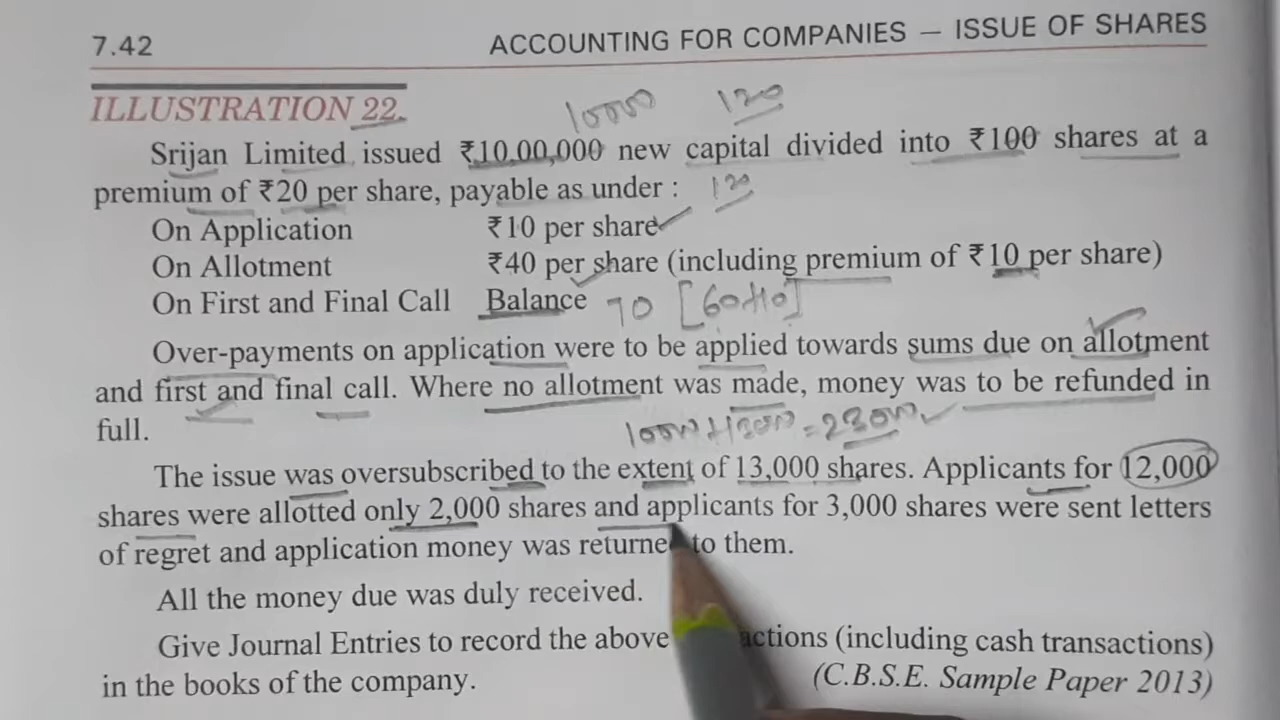 7.42 ACCOUNTING FOR COMPANIES — ISSUE OF SHARES
ILLUSTRATION 22.
10000 120
Srijan Limited issued ₹10,00,000 new capital divided into ₹100 shares at a
premium of ₹20 per share, payable as under : 120
On Application ₹10 per share
On Allotment ₹40 per share (including premium of ₹10 per share)
On First and Final Call Balance 70 [60+10]
Over-payments on application were to be applied towards sums due on allotment
and first and final call. Where no allotment was made, money was to be refunded in
full.
10000+13000=23000
The issue was oversubscribed to the extent of 13,000 shares. Applicants for 12,000
shares were allotted only 2,000 shares and applicants for 3,000 shares were sent letters
of regret and application money was returne to them.
All the money due was duly received.
Give Journal Entries to record the above actions (including cash transactions)
in the books of the company. (C.B.S.E. Sample Paper 2013)